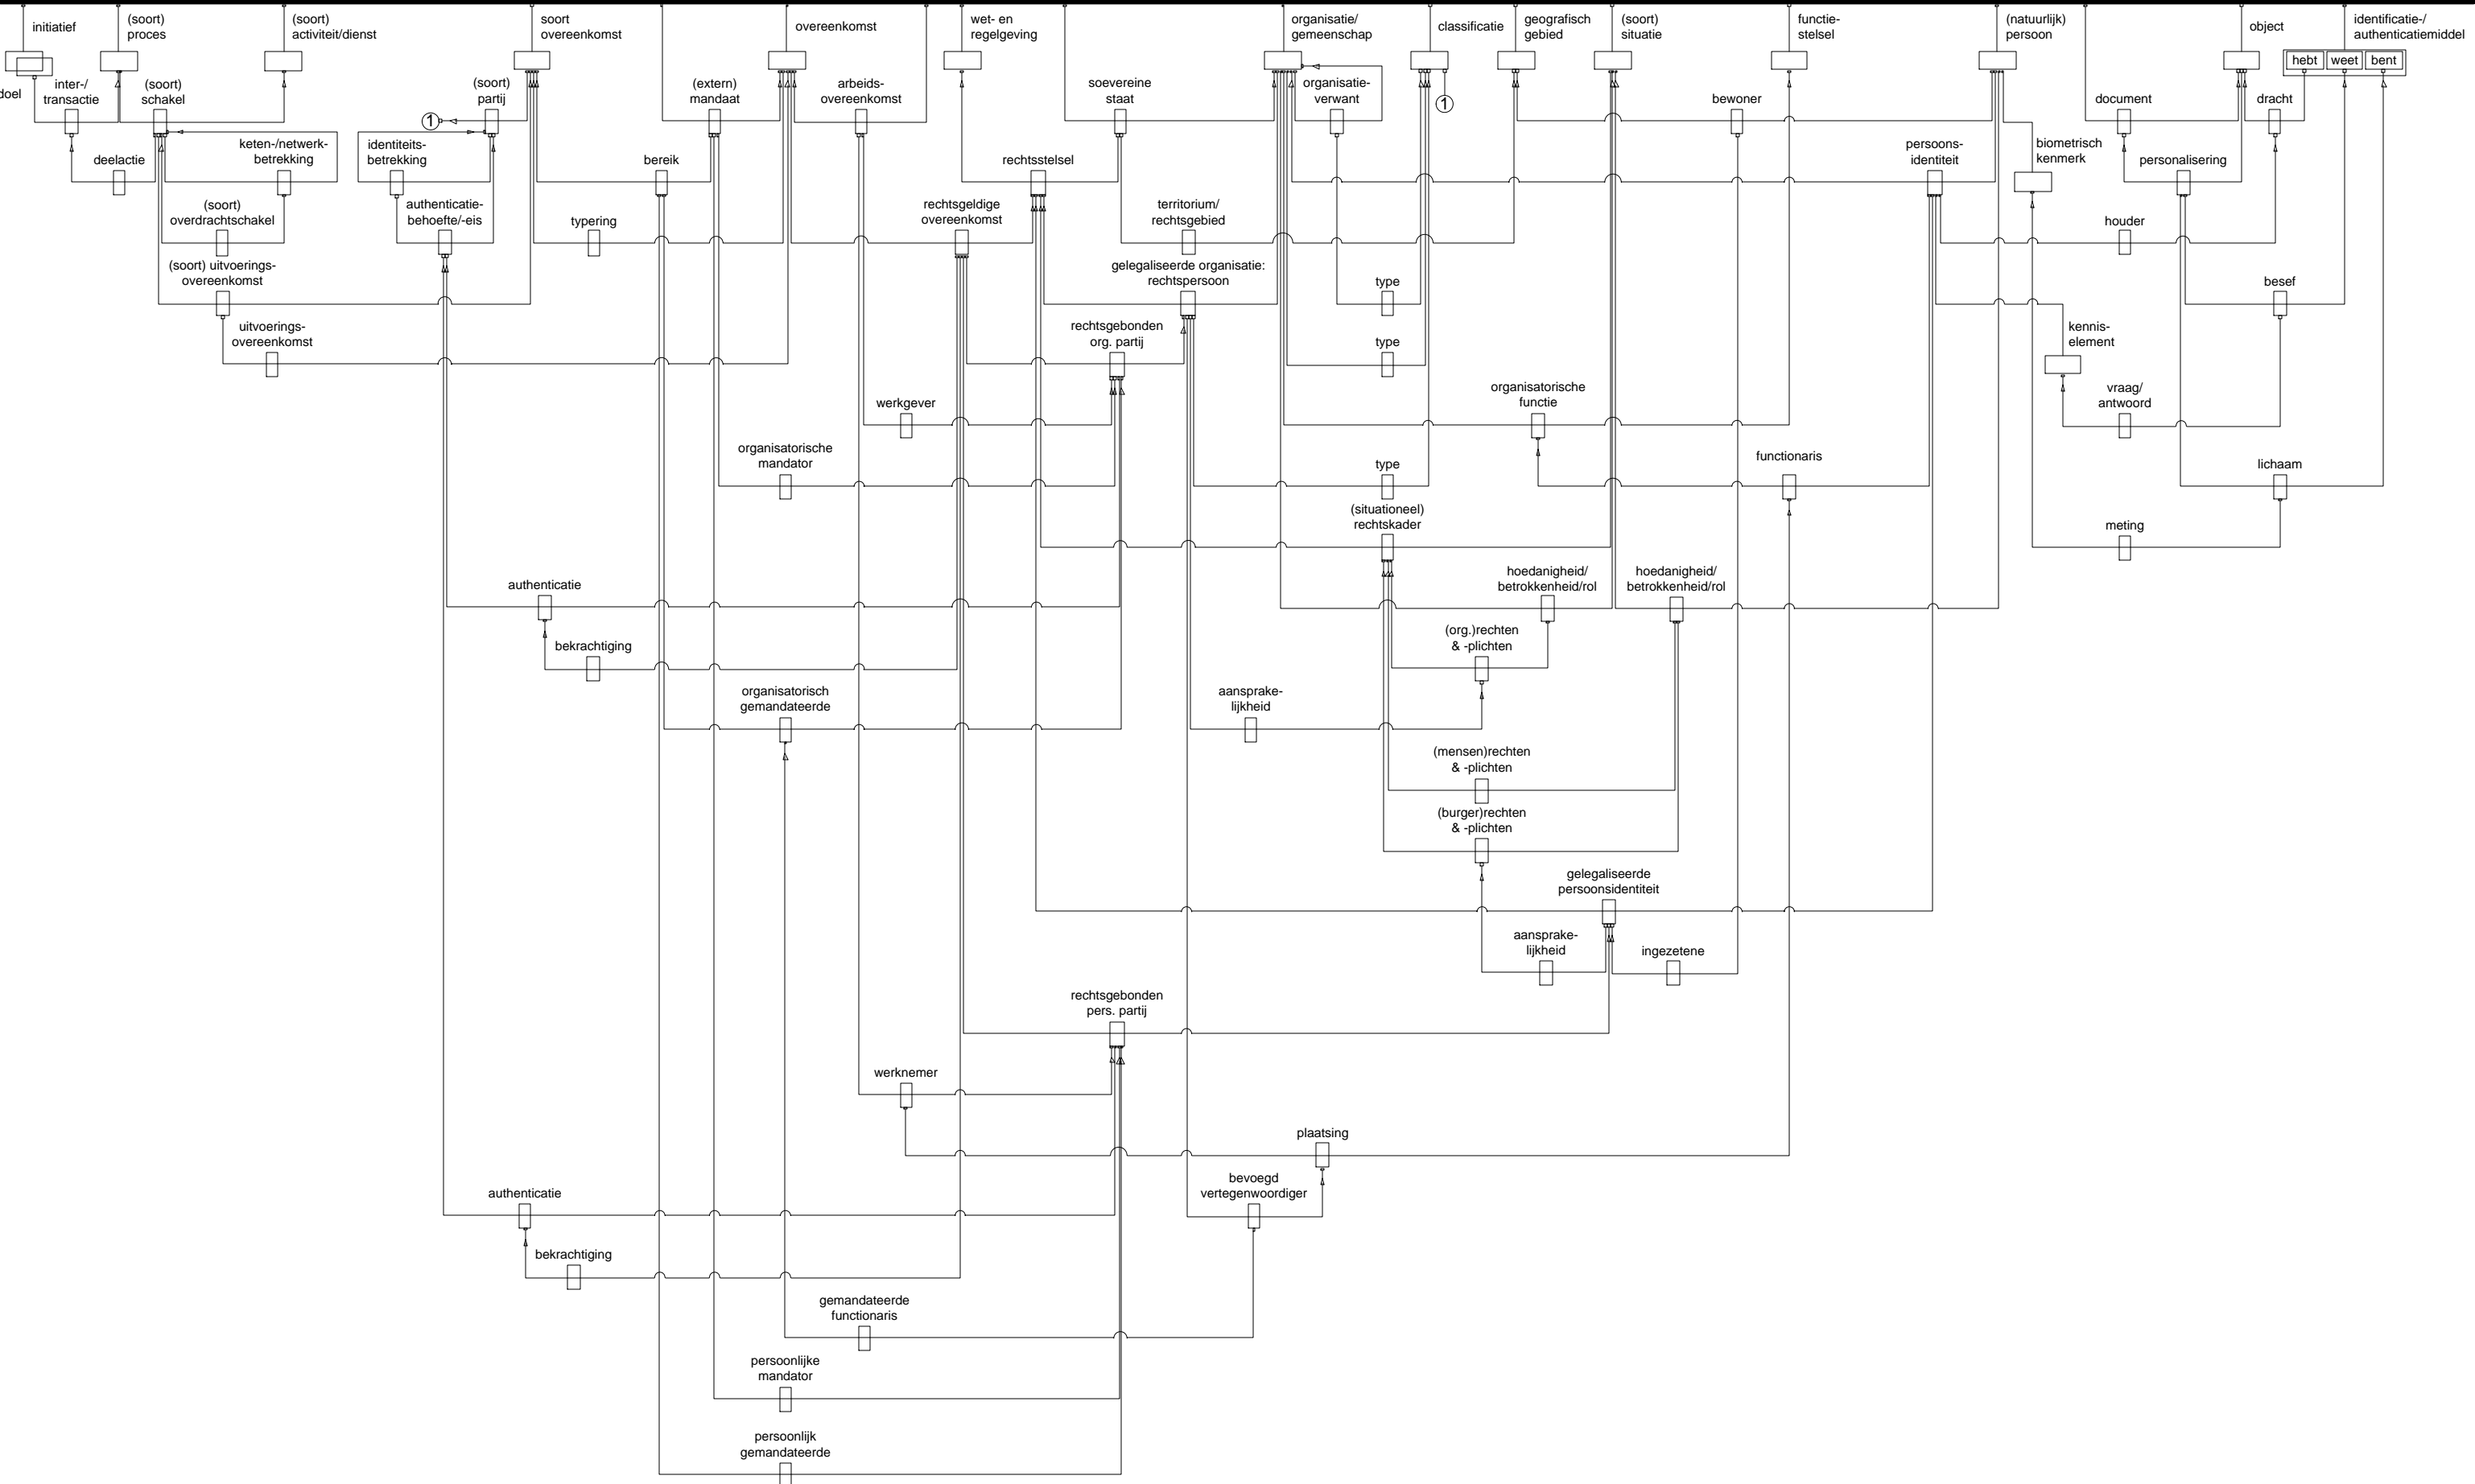 initiatief
(soort)
proces
(soort)
activiteit/dienst
soort
overeenkomst
overeenkomst
wet- en
regelgeving
organisatie/
gemeenschap
classificatie
geografisch
gebied
(soort)
situatie
functie-
stelsel
(natuurlijk)
persoon
object
identificatie-/
authenticatiemiddel
hebt
weet
bent
doel
inter-/
transactie
(soort)
schakel
(soort)
partij
(extern)
mandaat
arbeids-
overeenkomst
soevereine
staat
organisatie-
verwant
1
1
bewoner
document
dracht
deelactie
keten-/netwerk-
betrekking
identiteits-
betrekking
bereik
rechtsstelsel
persoons-
identiteit
biometrisch
kenmerk
personalisering
(soort)
overdrachtschakel
authenticatie-
behoefte/-eis
typering
rechtsgeldige
overeenkomst
territorium/
rechtsgebied
houder
(soort) uitvoerings-
overeenkomst
gelegaliseerde organisatie:
rechtspersoon
type
besef
uitvoerings-
overeenkomst
rechtsgebonden
org. partij
type
kennis-
element
werkgever
organisatorische
functie
vraag/
antwoord
organisatorische
mandator
type
functionaris
lichaam
(situationeel)
rechtskader
meting
authenticatie
hoedanigheid/
betrokkenheid/rol
hoedanigheid/
betrokkenheid/rol
bekrachtiging
(org.)rechten
& -plichten
organisatorisch
gemandateerde
aansprake-
lijkheid
(mensen)rechten
& -plichten
(burger)rechten
& -plichten
gelegaliseerde
persoonsidentiteit
aansprake-
lijkheid
ingezetene
rechtsgebonden
pers. partij
werknemer
plaatsing
authenticatie
bevoegd
vertegenwoordiger
bekrachtiging
gemandateerde
functionaris
persoonlijke
mandator
persoonlijk
gemandateerde